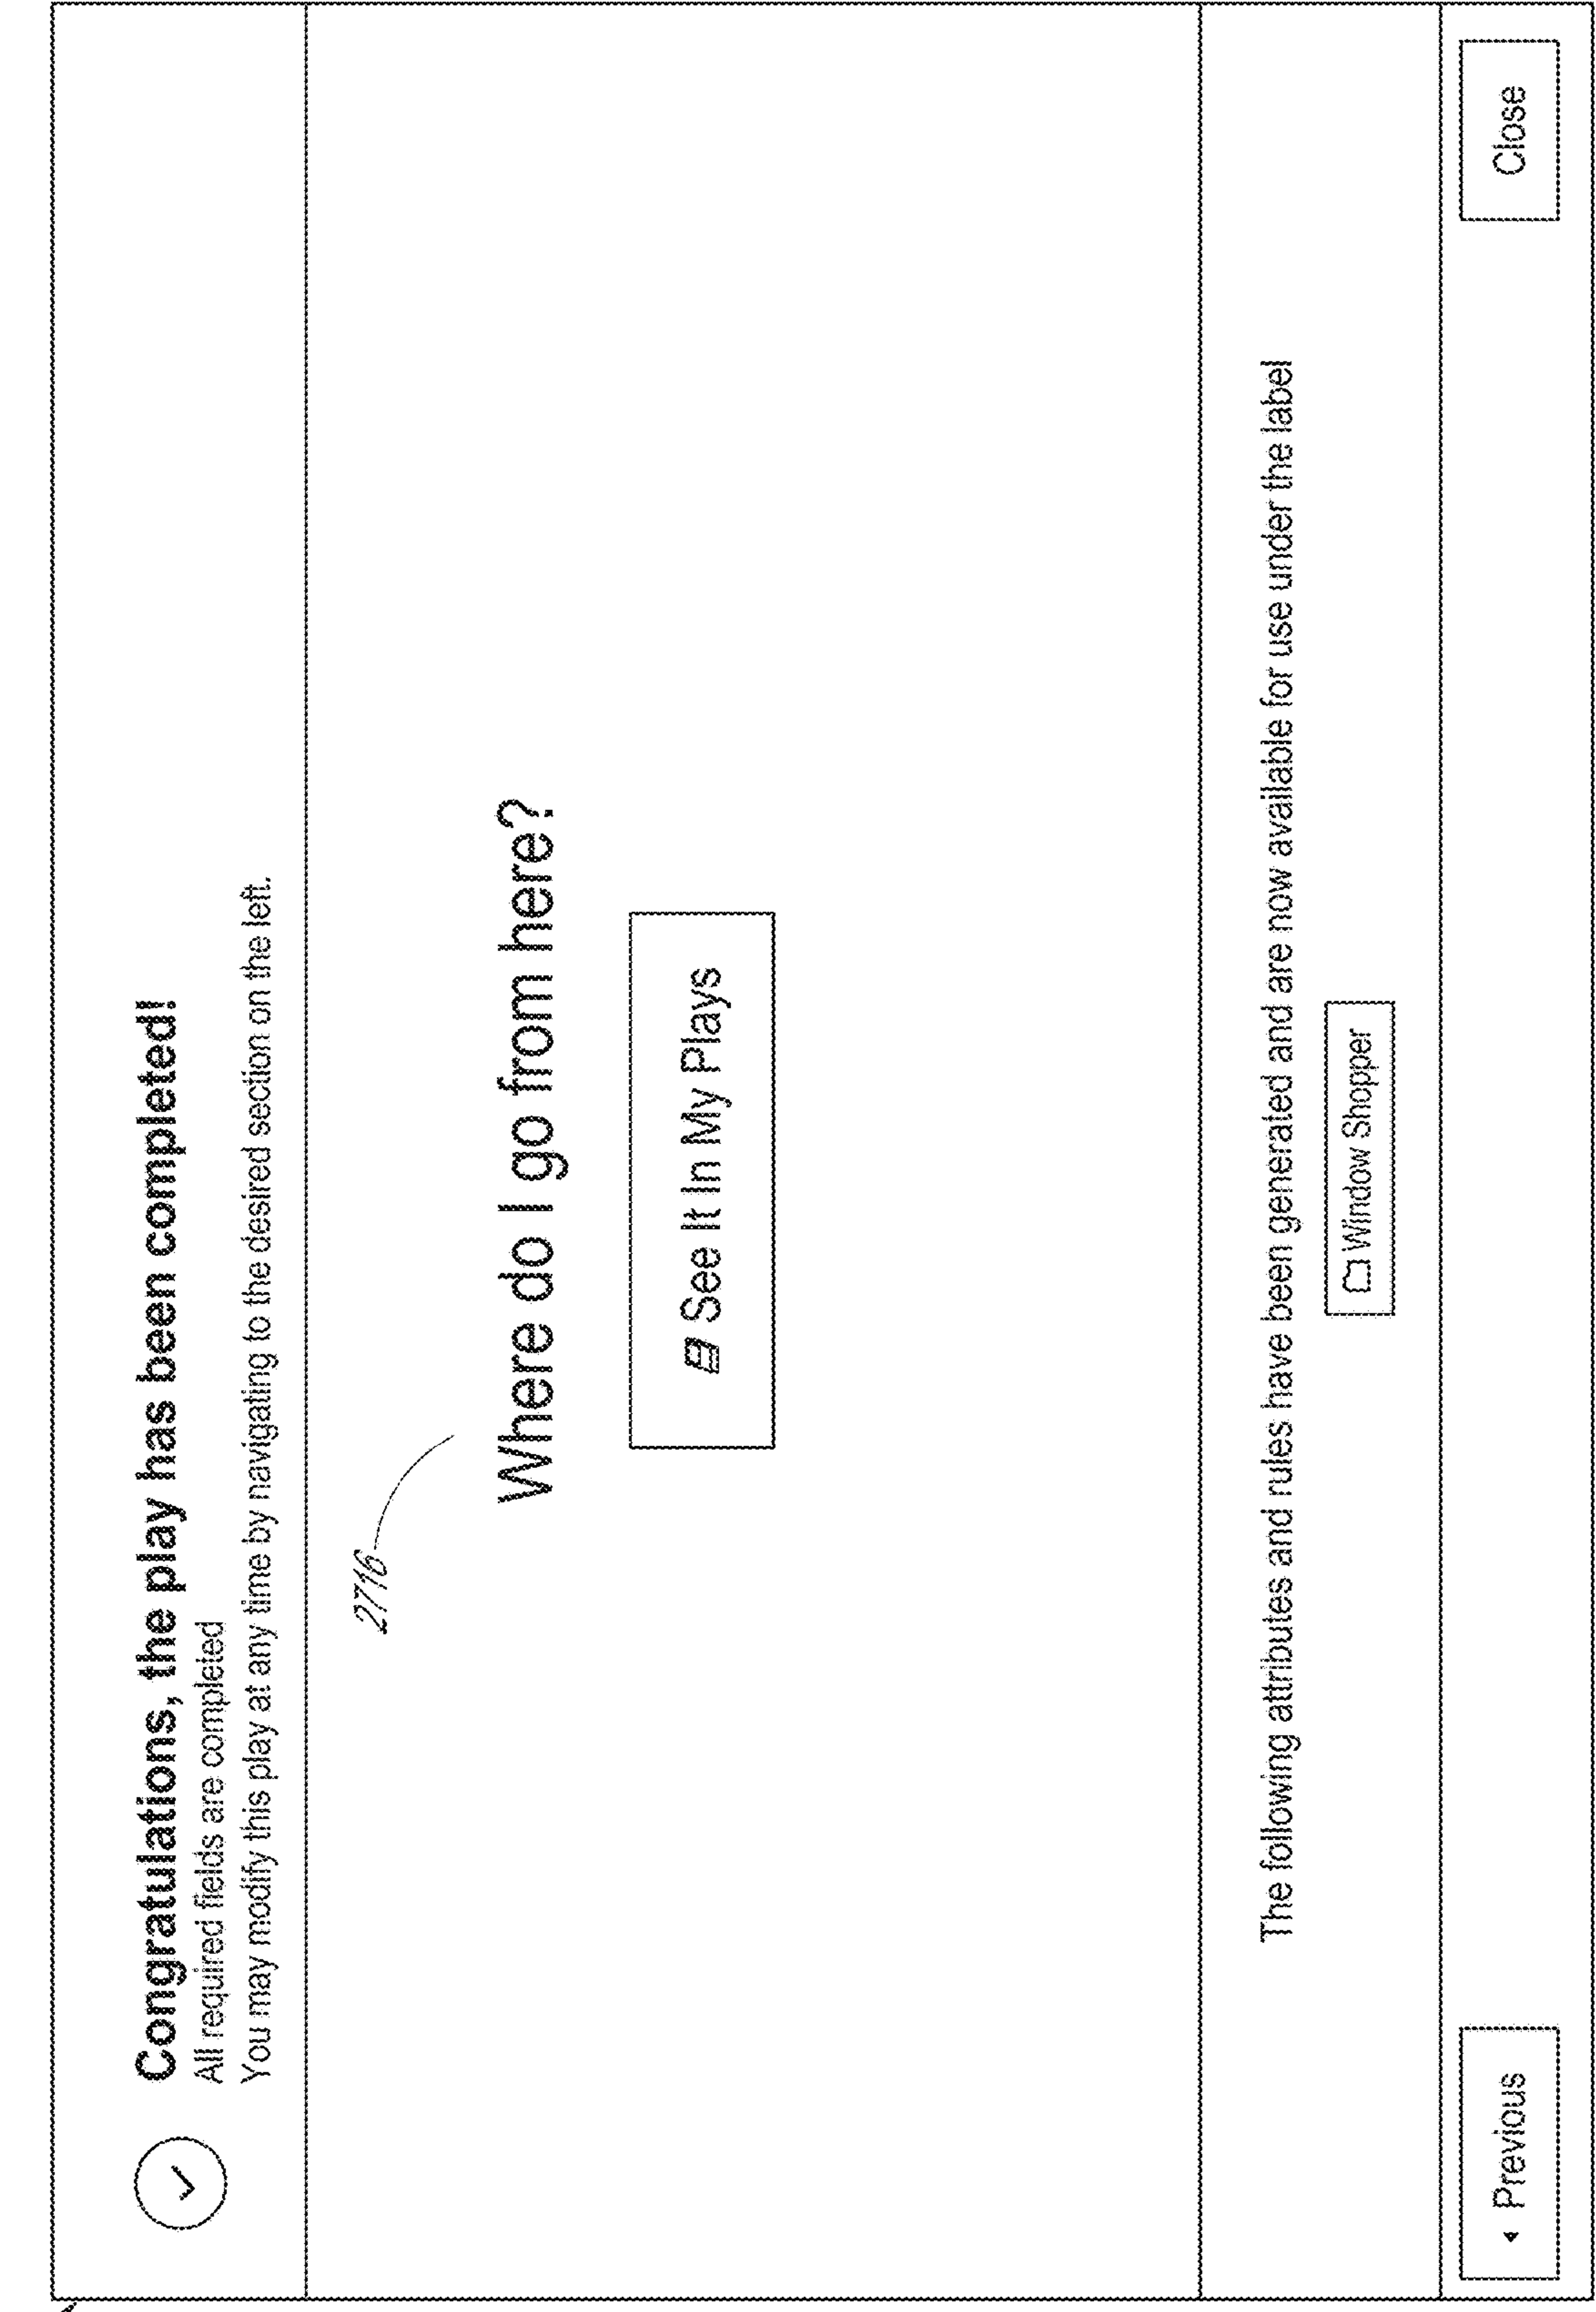 Congratulations, the play has been completed!
All required fields are completed
You may modify this play at any time by navigating to the desired section on the left.
2716
Where do I go from here?
See It In My Plays
The following attributes and rules have been generated and are now available for use under the label
Window Shopper
Previous
Close